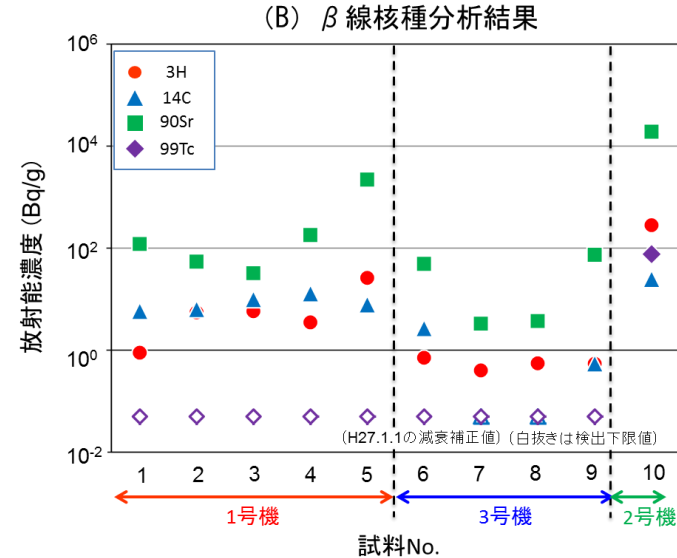 (B) β線核種分析結果
放射能濃度(Bq/g)
10^6
10^4
10^2
10^0
10^-2
3H
14C
90Sr
99Tc
(H27.1.1の減衰補正値) (白抜きは検出下限値)
1 2 3 4 5 6 7 8 9 10
1号機 3号機 2号機
試料No.